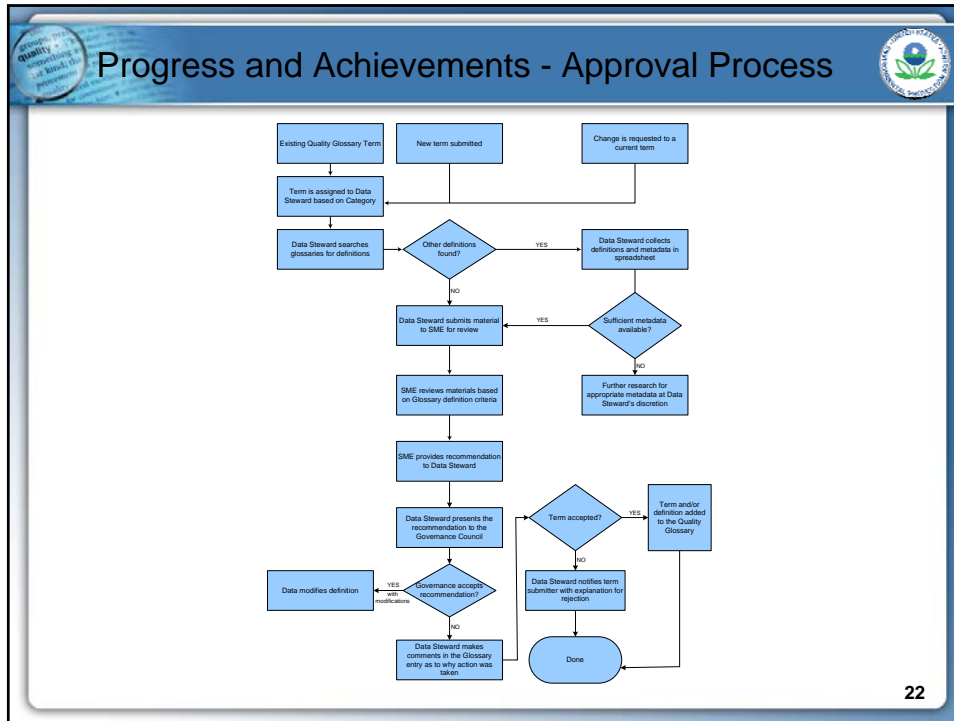 Progress and Achievements - Approval Process
Existing Quality Glossary Term
New term submitted
Change is requested to a
current term
Term is assigned to Data
Steward based on Category
Data Steward searches
glossaries for definitions
Other definitions
found?
YES
Data Steward collects
definitions and metadata in
spreadsheet
NO
Data Steward submits material
to SME for review
YES
Sufficient metadata
available?
NO
SME reviews materials based
on Glossary definition criteria
Further research for
appropriate metadata at Data
Steward's discretion
SME provides recommendation
to Data Steward
Data Steward presents the
recommendation to the
Governance Council
Term accepted?
YES
Term and/or
definition added
to the Quality
Glossary
NO
Data modifies definition
YES
with
modifications
Governance accepts
recommendation?
Data Steward notifies term
submitter with explanation for
rejection
NO
Data Steward makes
comments in the Glossary
entry as to why action was
taken
Done
22
quality